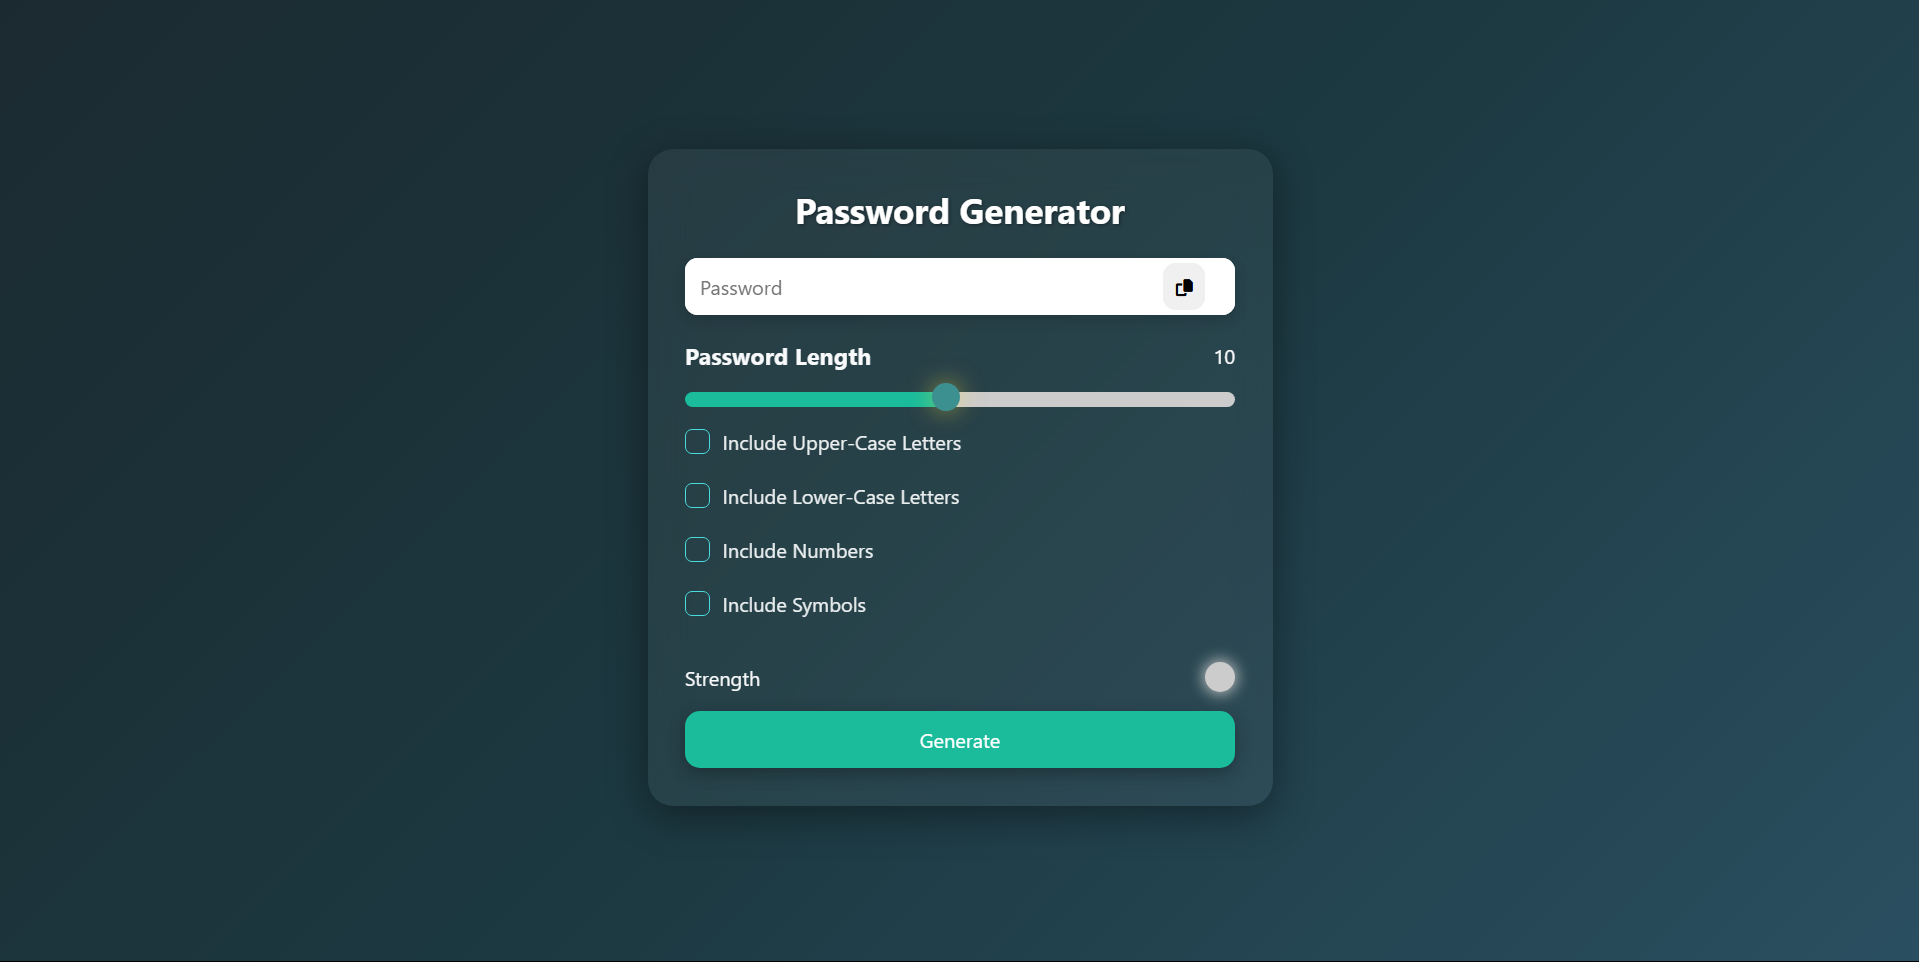 Password Generator
Password
Password Length 10
Include Upper-Case Letters
Include Lower-Case Letters
Include Numbers
Include Symbols
Strength
Generate